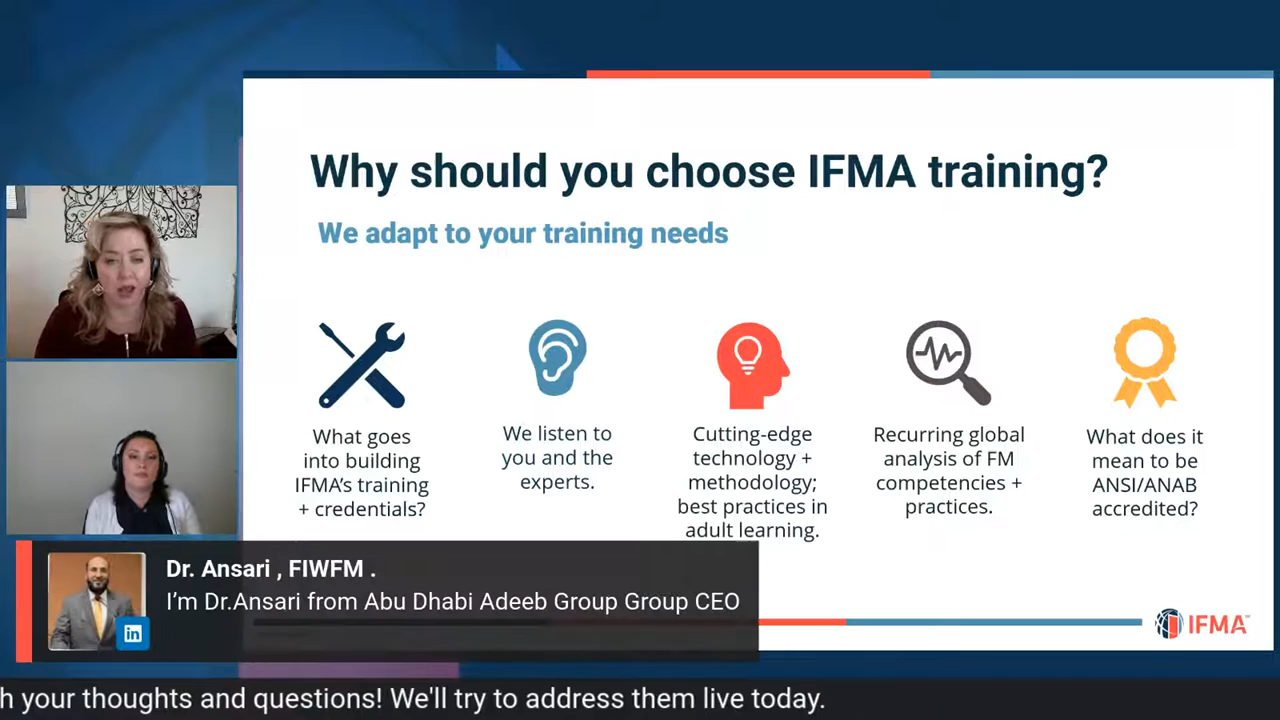 Why should you choose IFMA training?
We adapt to your training needs
What goes
into building
IFMA's training
+ credentials?
We listen to
you and the
experts.
Cutting-edge
technology +
methodology;
best practices in
adult learning.
Recurring global
analysis of FM
competencies +
practices.
What does it
mean to be
ANSI/ANAB
accredited?
Dr. Ansari , FIWFM .
I'm Dr.Ansari from Abu Dhabi Adeeb Group Group CEO
in
IFMA
h your thoughts and questions! We'll try to address them live today.